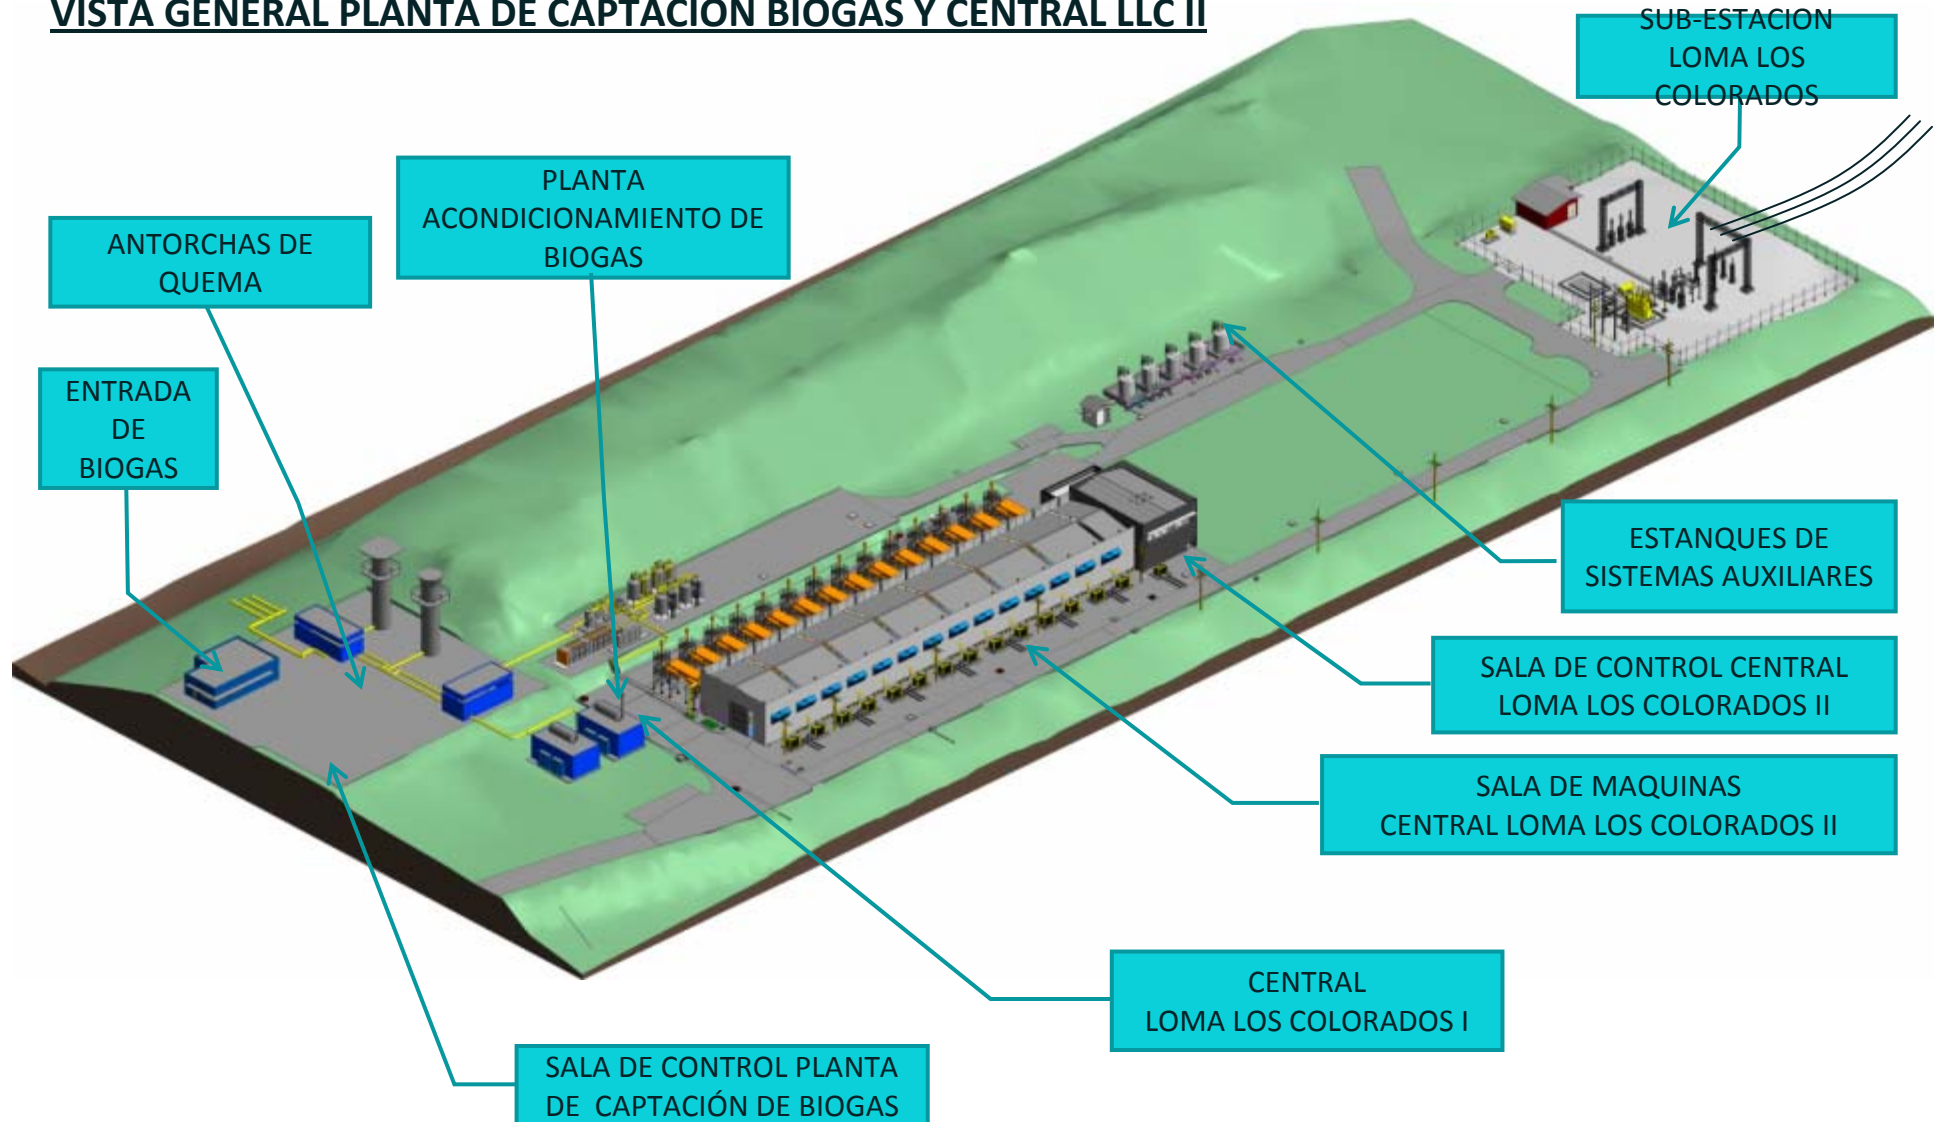 VISTA GENERAL PLANTA DE CAPTACION BIOGAS Y CENTRAL LLC II
SUB-ESTACION
LOMA LOS
COLORADOS
PLANTA
ACONDICIONAMIENTO DE
BIOGAS
ANTORCHAS DE
QUEMA
ENTRADA
DE
BIOGAS
ESTANQUES DE
SISTEMAS AUXILIARES
SALA DE CONTROL CENTRAL
LOMA LOS COLORADOS II
SALA DE MAQUINAS
CENTRAL LOMA LOS COLORADOS II
CENTRAL
LOMA LOS COLORADOS I
SALA DE CONTROL PLANTA
DE CAPTACIÓN DE BIOGAS